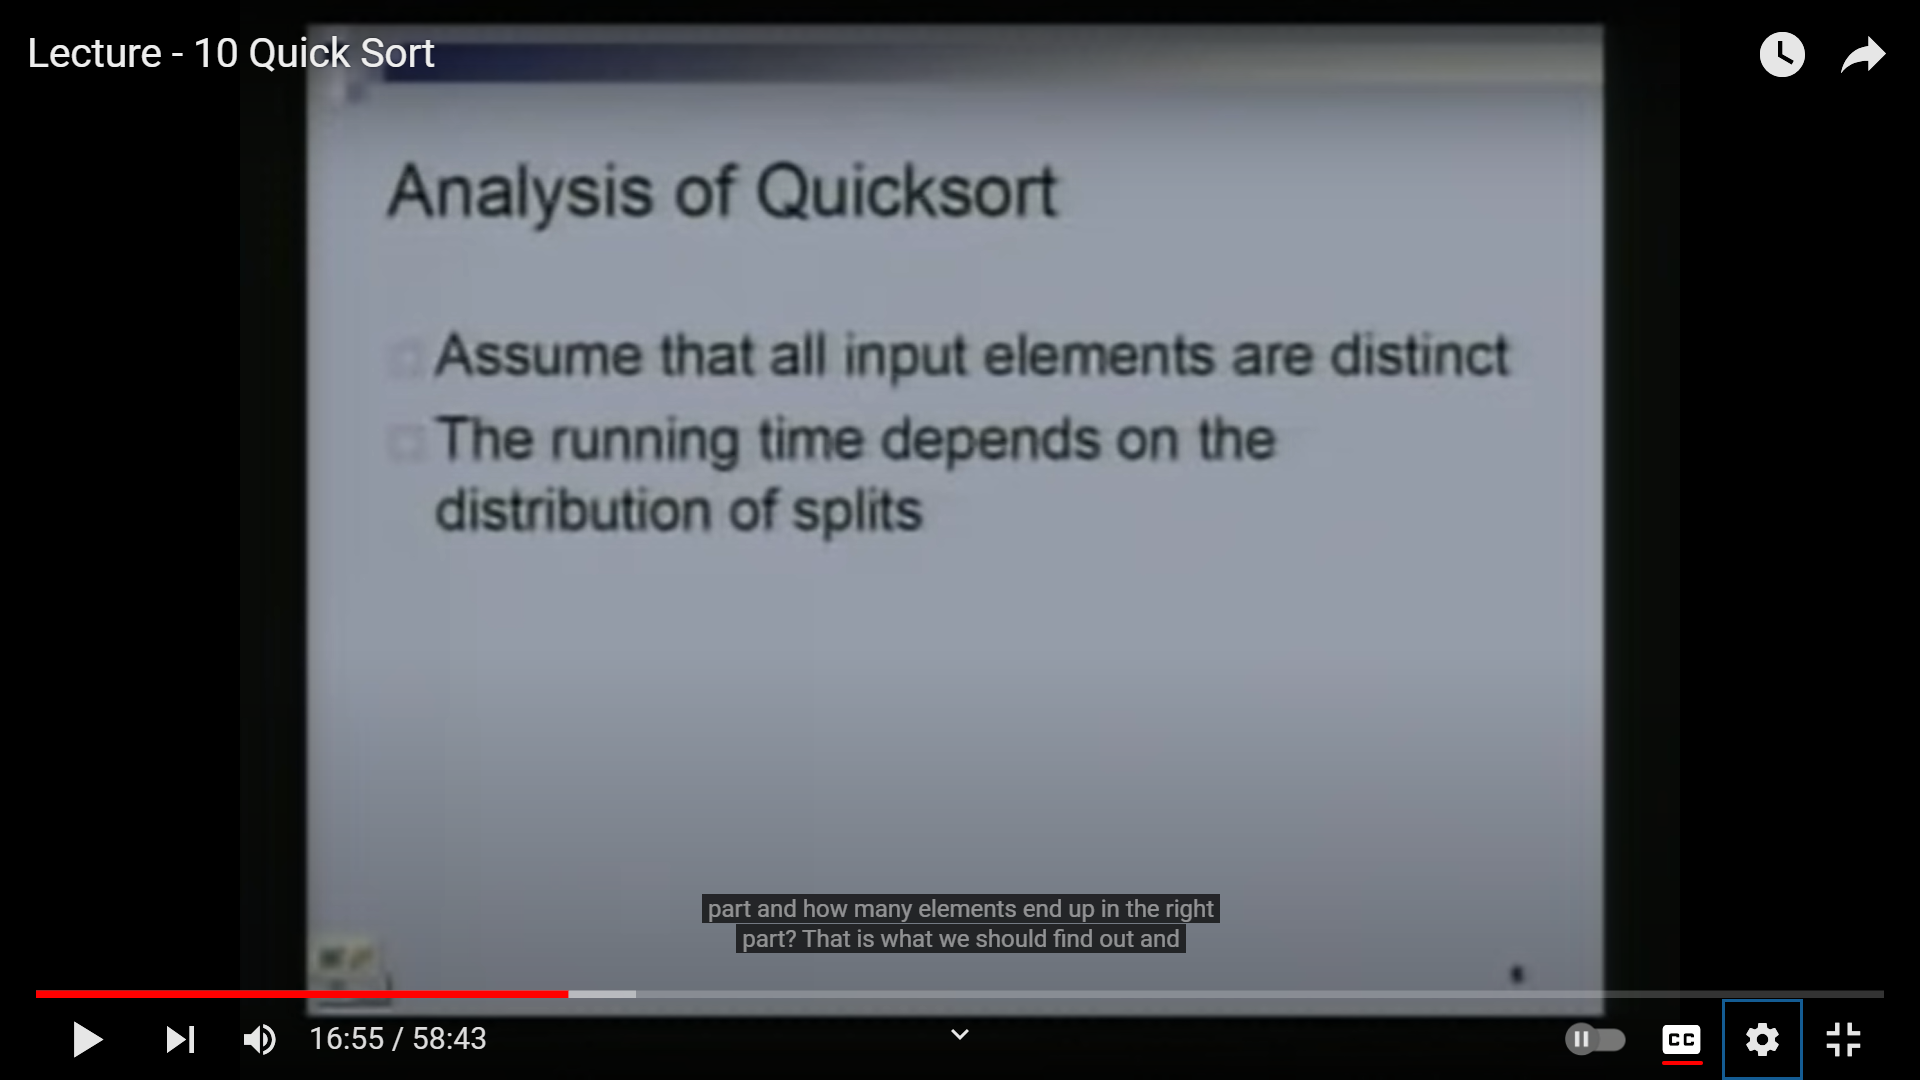 Lecture - 10 Quick Sort
Analysis of Quicksort
Assume that all input elements are distinct
The running time depends on the
distribution of splits
part and how many elements end up in the right
part? That is what we should find out and
16:55 / 58:43
CC